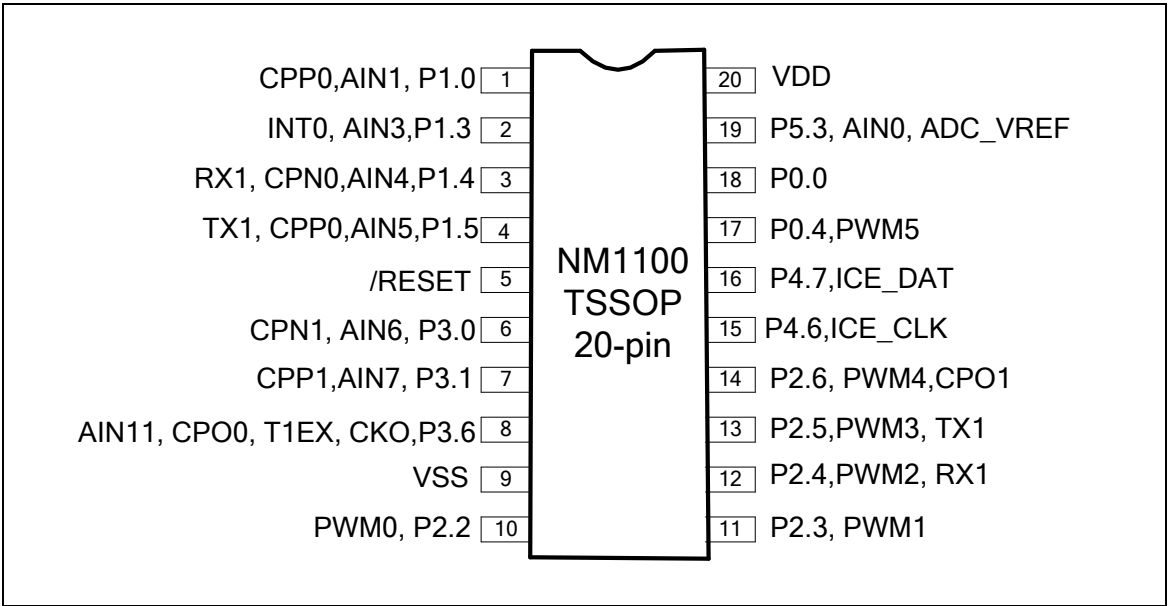 CPP0,AIN1, P1.0 1
INT0, AIN3,P1.3 2
RX1, CPN0,AIN4,P1.4 3
TX1, CPP0,AIN5,P1.5 4
/RESET 5
CPN1, AIN6, P3.0 6
CPP1,AIN7, P3.1 7
AIN11, CPO0, T1EX, CKO,P3.6 8
VSS 9
PWM0, P2.2 10
NM1100
TSSOP
20-pin
20 VDD
19 P5.3, AIN0, ADC_VREF
18 P0.0
17 P0.4,PWM5
16 P4.7,ICE_DAT
15 P4.6,ICE_CLK
14 P2.6, PWM4,CPO1
13 P2.5,PWM3, TX1
12 P2.4,PWM2, RX1
11 P2.3, PWM1